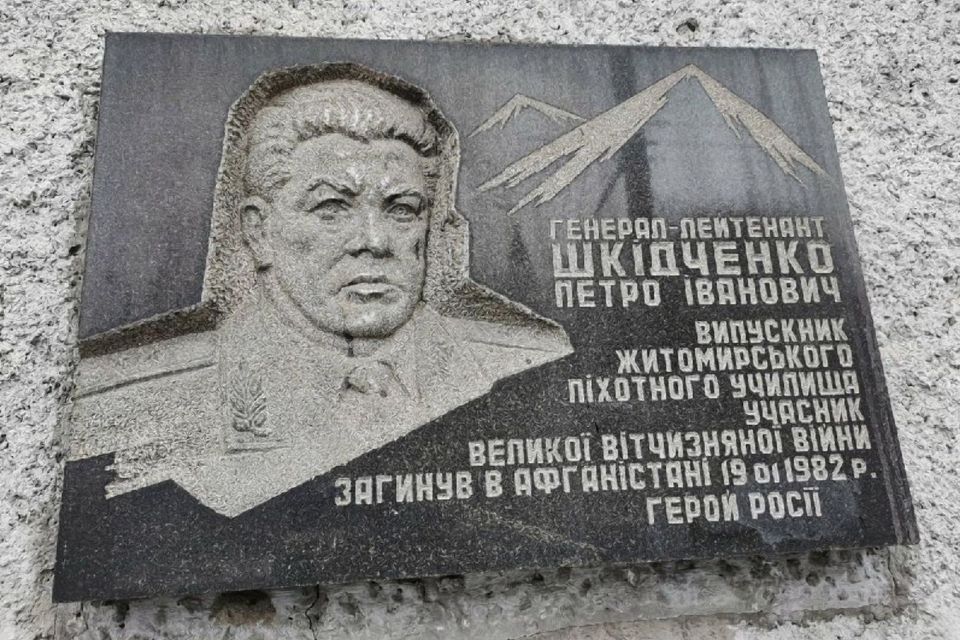 ГЕНЕРАЛ-ЛЕЙТЕНАНТ
ШКІДЧЕНКО
ПЕТРО ІВАНОВИЧ
ВИПУСКНИК
ЖИТОМИРСЬКОГО
ПІХОТНОГО УЧИЛИЩА
УЧАСНИК
ВЕЛИКОЇ ВІТЧИЗНЯНОЇ ВІЙНИ
ЗАГИНУВ В АФГАНІСТАНІ 19 01 1982 р.
ГЕРОЙ РОСІЇ